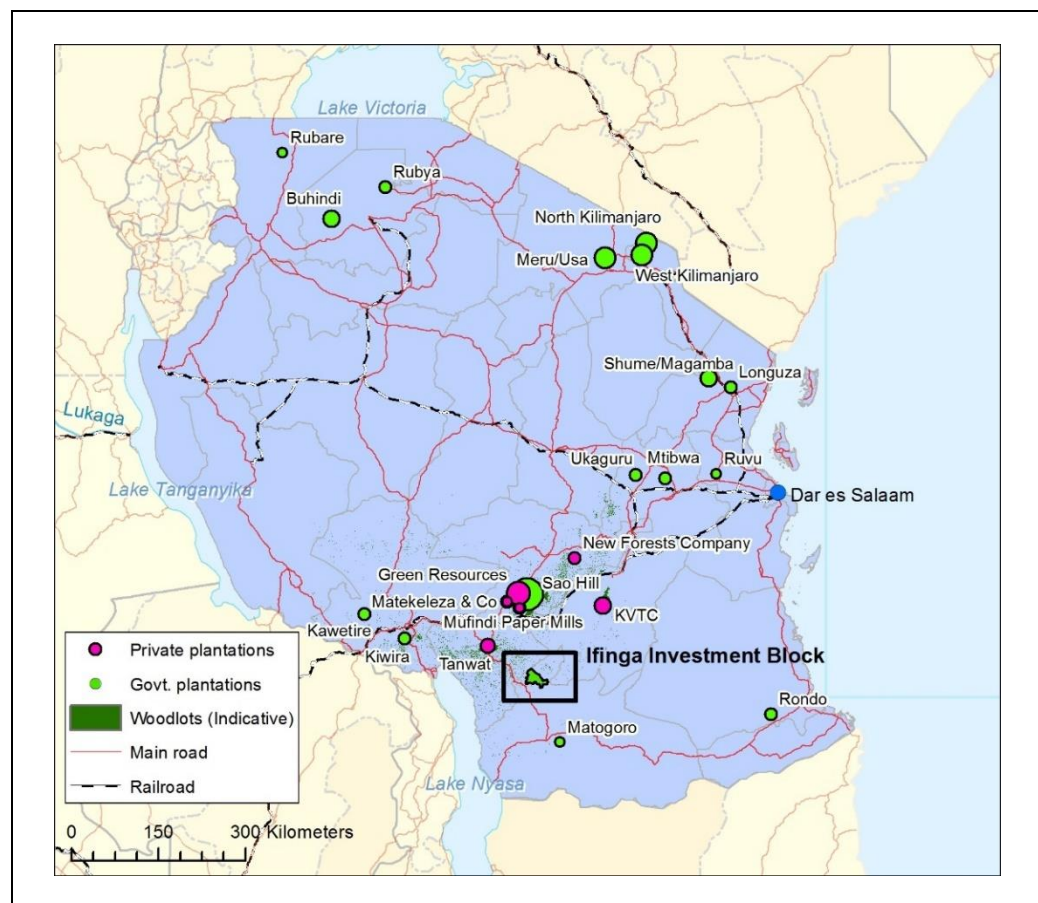 Lake Victoria
Rubare
Rubya
Buhindi
North Kilimanjaro
Meru/Usa
West Kilimanjaro
Shume/Magamba
Longuza
Lukaga
Ukaguru
Mtibwa
Ruvu
Lake Tanganyika
Dar es Salaam
New Forests Company
Green Resources
Sao Hill
Matekeleza & Co
KVTC
Kawetire
Mufindi Paper Mills
Kiwira
Tanwat
Ifinga Investment Block
Rondo
Matogoro
Lake Nyasa
Private plantations
Govt. plantations
Woodlots (Indicative)
Main road
Railroad
0 150 300 Kilometers